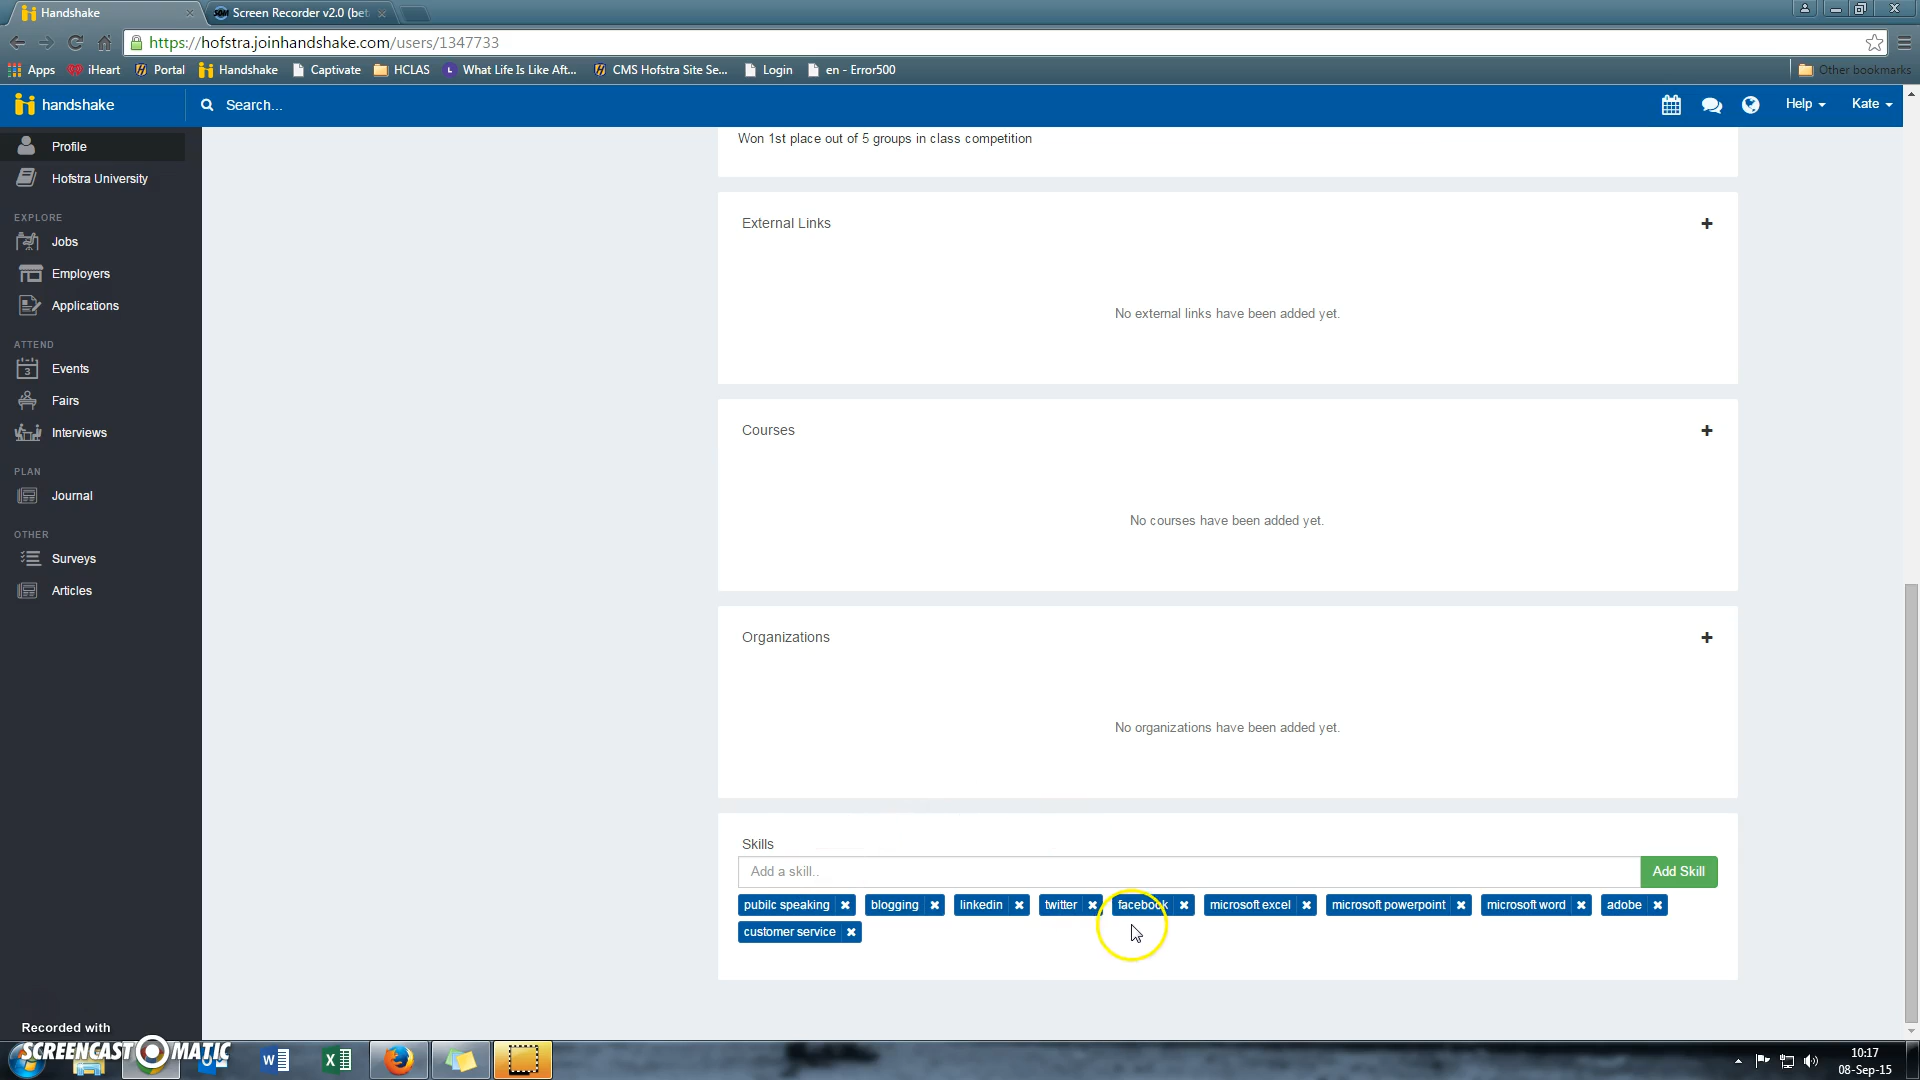 Handshake
Screen Recorder v2.0 (bet
https://hofstra.joinhandshake.com/users/1347733
Apps iHeart Portal Handshake Captivate HCLAS What Life Is Like Aft... CMS Hofstra Site Se... Login en - Error500 Other bookmarks
handshake Search... Help Kate
Profile
Hofstra University
EXPLORE
Jobs
Employers
Applications
ATTEND
3
Events
Fairs
Interviews
PLAN
Journal
OTHER
Surveys
Articles
Won 1st place out of 5 groups in class competition
External Links
No external links have been added yet.
Courses
No courses have been added yet.
Organizations
No organizations have been added yet.
Skills
Add a skill.. Add Skill
pubilc speaking blogging linkedin twitter facebook microsoft excel microsoft powerpoint microsoft word adobe
customer service
Recorded with
SCREENCAST MATIC
10:17
08-Sep-15